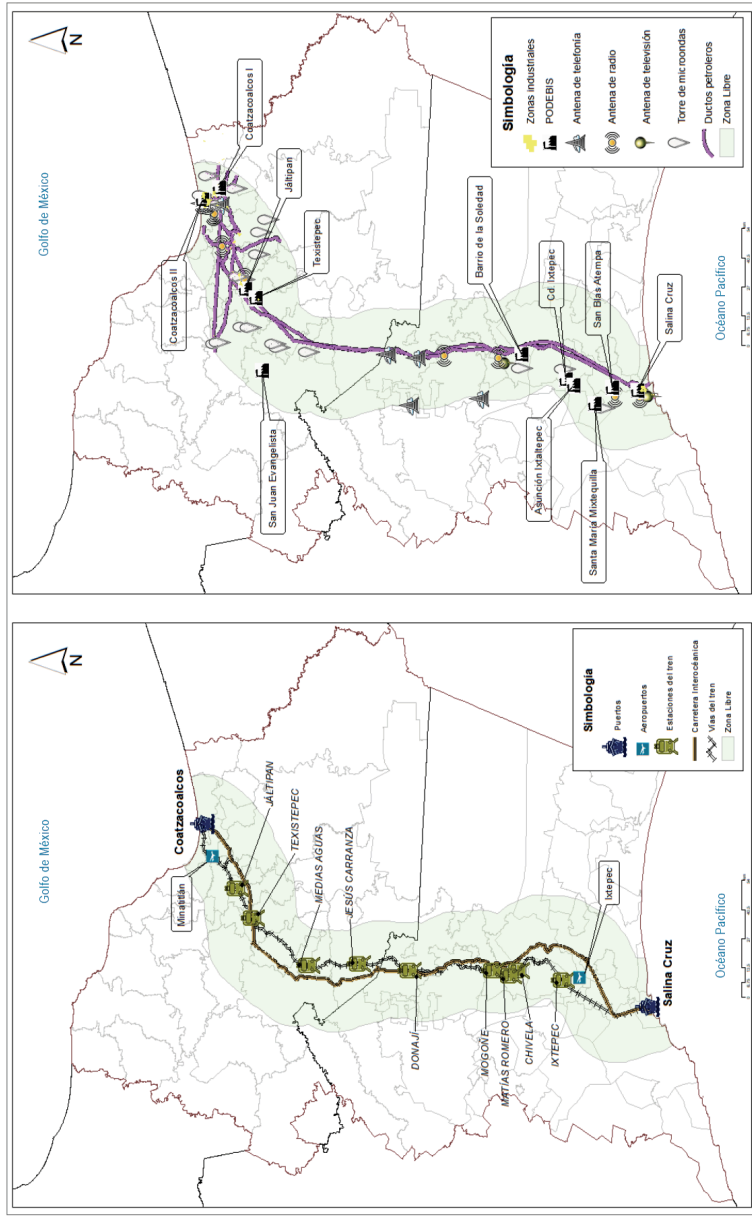 Golfo de México
N
Coatzacoalcos
Minatitlán
JÁLTIPAN
TEXISTEPEC
MEDIAS AGUAS
JESÚS CARRANZA
DONAJÍ
MOGOÑE
MATÍAS ROMERO
CHIVELA
IXTEPEC
Ixtepec
Salina Cruz
Océano Pacífico
Simbología
Puertos
Aeropuertos
Estaciones del tren
Carretera Interocéanica
Vías del tren
Zona Libre
Golfo de México
N
Coatzacoalcos II
Coatzacoalcos I
Jáltipan
Texistepec
San Juan Evangelista
Barrio de la Soledad
Cd. Ixtepec
Asunción Ixtaltepec
San Blas Atempa
Santa María Mixtequilla
Salina Cruz
Océano Pacífico
Simbología
Zonas industriales
PODEBIS
Antena de telefonía
Antena de radio
Antena de televisión
Torre de microondas
Ductos petroleros
Zona Libre